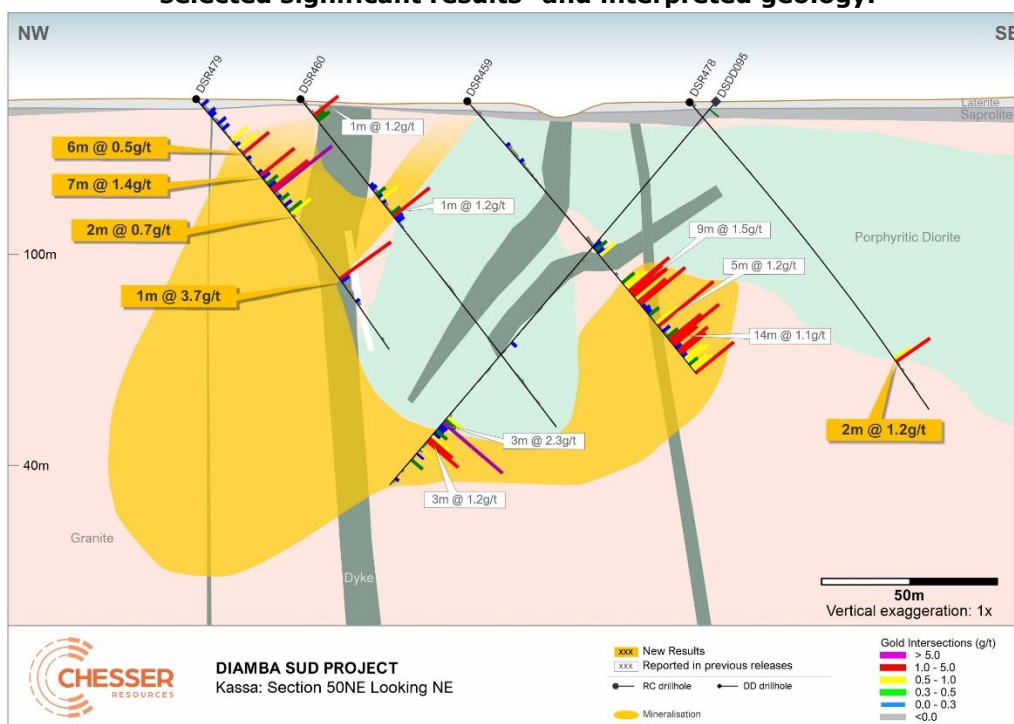 selected significant results and interpreted geology.
NW
SE
DSR479
DSR460
DSR459
DSR478
DSDD095
Laterite
Saprolite
1m @ 1.2g/t
6m @ 0.5g/t
7m @ 1.4g/t
2m @ 0.7g/t
1m @ 1.2g/t
9m @ 1.5g/t
Porphyritic Diorite
100m
5m @ 1.2g/t
1m @ 3.7g/t
14m @ 1.1g/t
2m @ 1.2g/t
3m @ 2.3g/t
40m
3m @ 1.2g/t
Granite
Dyke
50m
Vertical exaggeration: 1x
CHESSER
RESOURCES
DIAMBA SUD PROJECT
Kassa: Section 50NE Looking NE
XXX New Results
XXX Reported in previous releases
RC drillhole
DD drillhole
Mineralisation
Gold Intersections (g/t)
> 5.0
1.0 - 5.0
0.5 - 1.0
0.3 - 0.5
0.0 - 0.3
<0.0